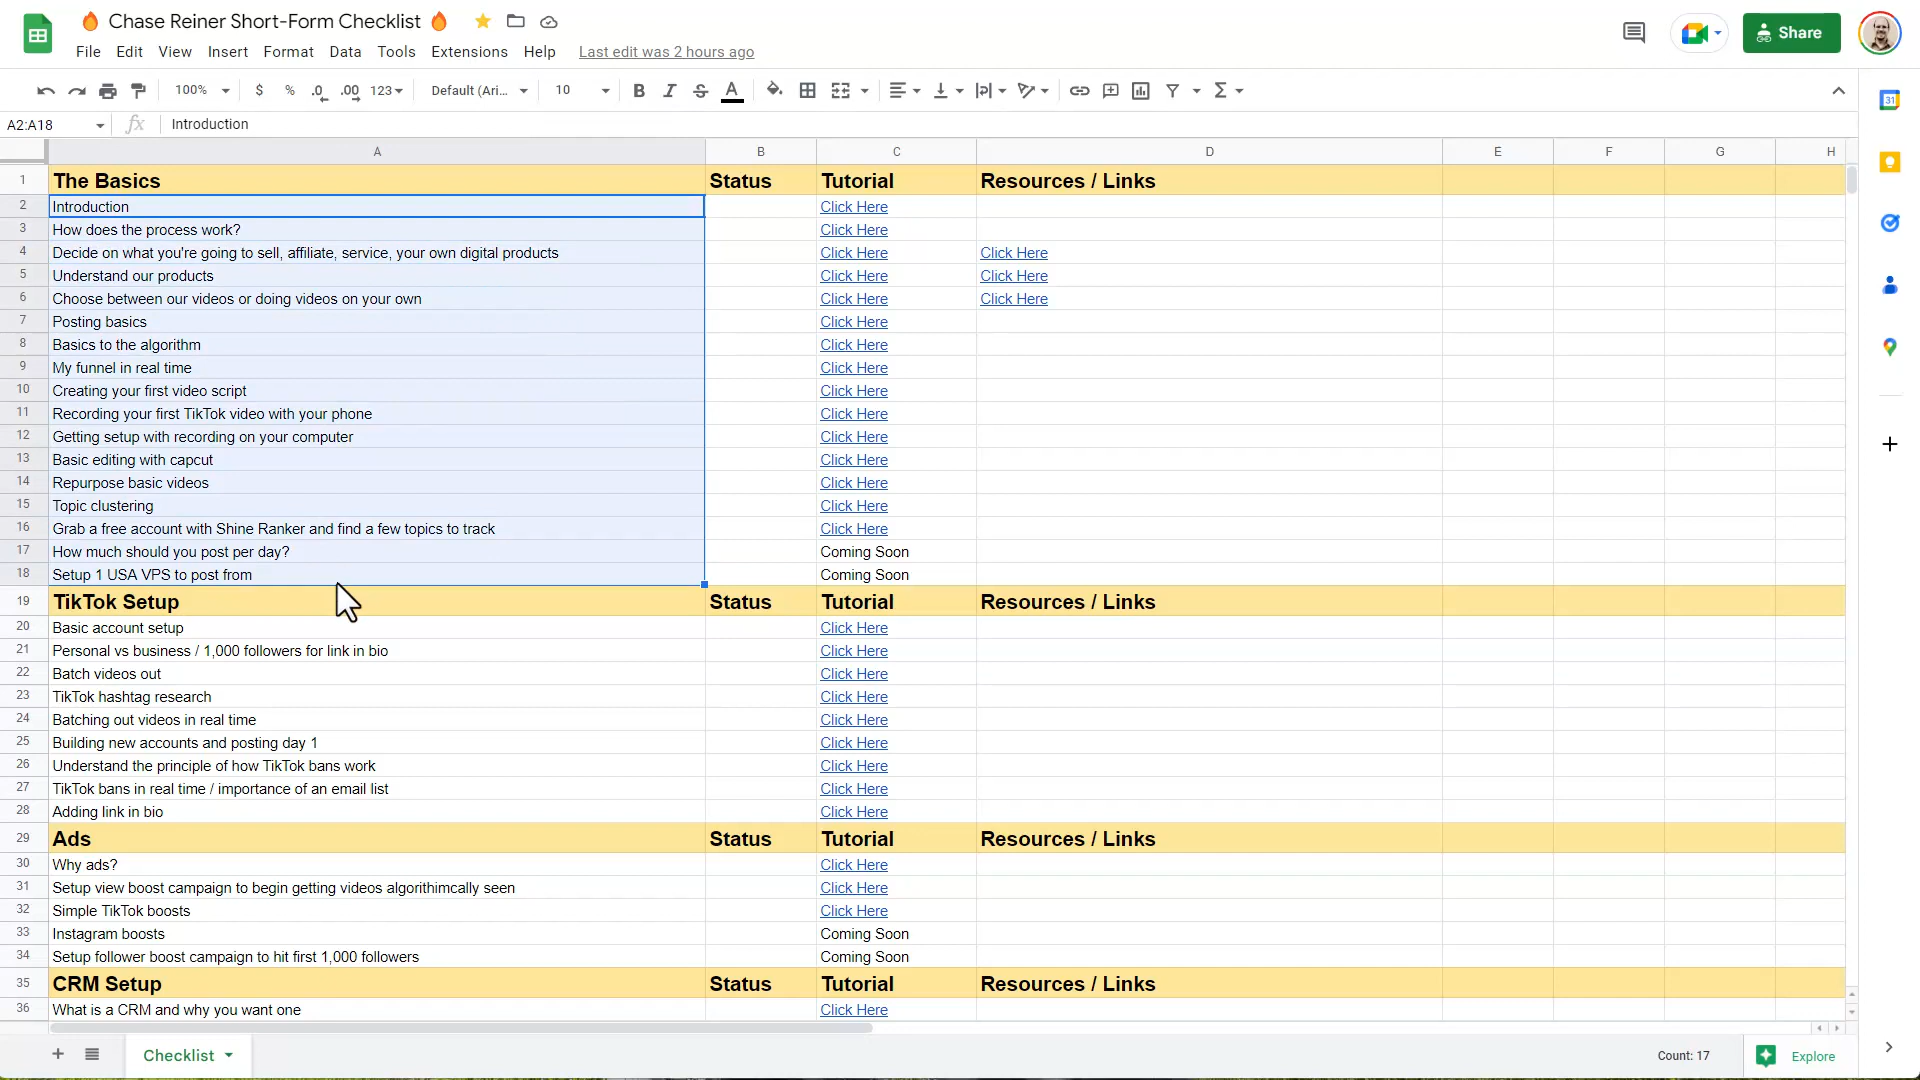 Chase Reiner Short-Form Checklist
File Edit View Insert Format Data Tools Extensions Help Last edit was 2 hours ago
Share
100% $ % .0 .00 123 Default (Ari... 10 B I S A
A2:A18 fx Introduction
A B C D E F G H
1 The Basics Status Tutorial Resources / Links
2 Introduction Click Here
3 How does the process work? Click Here
4 Decide on what you're going to sell, affiliate, service, your own digital products Click Here Click Here
5 Understand our products Click Here Click Here
6 Choose between our videos or doing videos on your own Click Here Click Here
7 Posting basics Click Here
8 Basics to the algorithm Click Here
9 My funnel in real time Click Here
10 Creating your first video script Click Here
11 Recording your first TikTok video with your phone Click Here
12 Getting setup with recording on your computer Click Here
13 Basic editing with capcut Click Here
14 Repurpose basic videos Click Here
15 Topic clustering Click Here
16 Grab a free account with Shine Ranker and find a few topics to track Click Here
17 How much should you post per day? Coming Soon
18 Setup 1 USA VPS to post from Coming Soon
19 TikTok Setup Status Tutorial Resources / Links
20 Basic account setup Click Here
21 Personal vs business / 1,000 followers for link in bio Click Here
22 Batch videos out Click Here
23 TikTok hashtag research Click Here
24 Batching out videos in real time Click Here
25 Building new accounts and posting day 1 Click Here
26 Understand the principle of how TikTok bans work Click Here
27 TikTok bans in real time / importance of an email list Click Here
28 Adding link in bio Click Here
29 Ads Status Tutorial Resources / Links
30 Why ads? Click Here
31 Setup view boost campaign to begin getting videos algorithimcally seen Click Here
32 Simple TikTok boosts Click Here
33 Instagram boosts Coming Soon
34 Setup follower boost campaign to hit first 1,000 followers Coming Soon
35 CRM Setup Status Tutorial Resources / Links
36 What is a CRM and why you want one Click Here
Checklist Count: 17 Explore